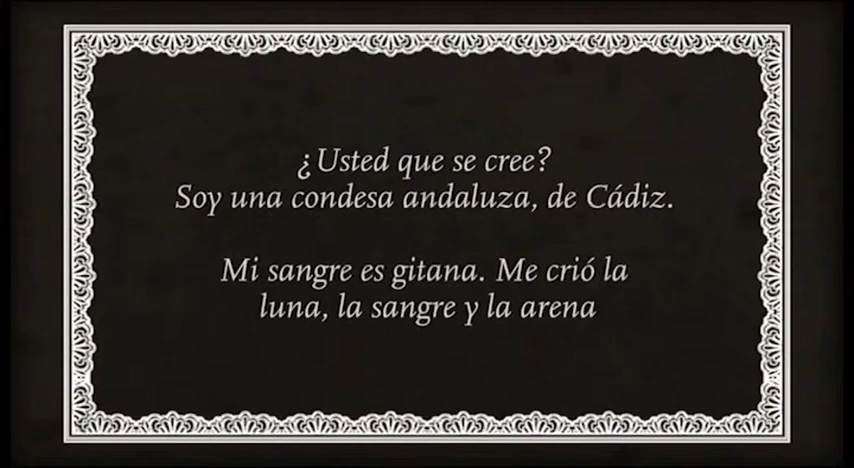 ¿Usted que se cree?
Soy una condesa andaluza, de Cádiz.
Mi sangre es gitana. Me crió la
luna, la sangre y la arena